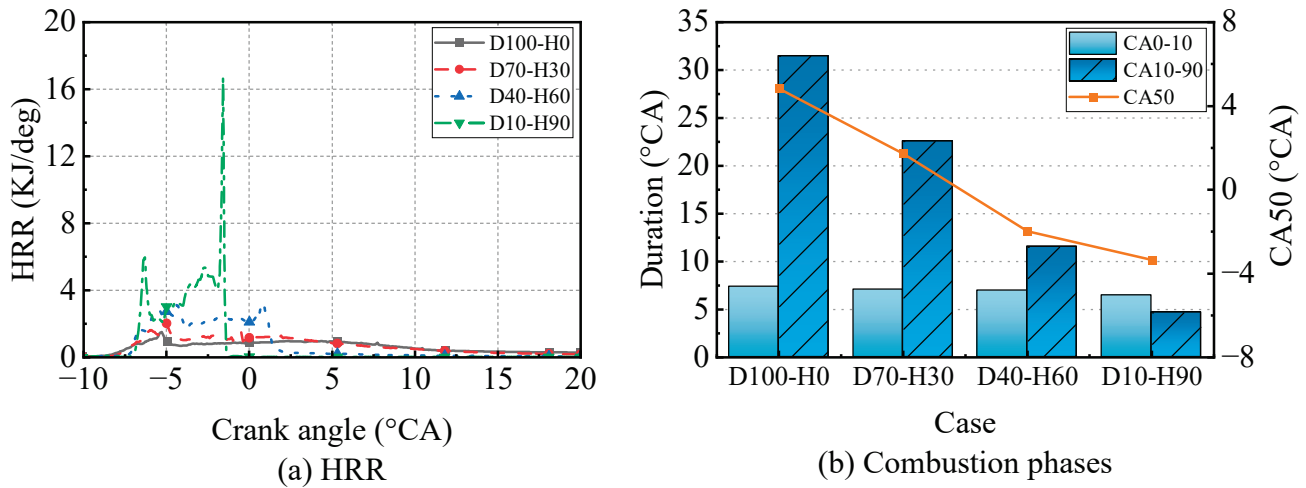 20
16
12
8
4
0
HRR (KJ/deg)
D100-H0
D70-H30
D40-H60
D10-H90
−10
−5
0
5
10
15
20
Crank angle (°CA)
(a) HRR
35
30
25
20
15
10
5
0
Duration (°CA)
CA0-10
CA10-90
CA50
8
4
0
−4
−8
CA50 (°CA)
D100-H0
D70-H30
D40-H60
D10-H90
Case
(b) Combustion phases